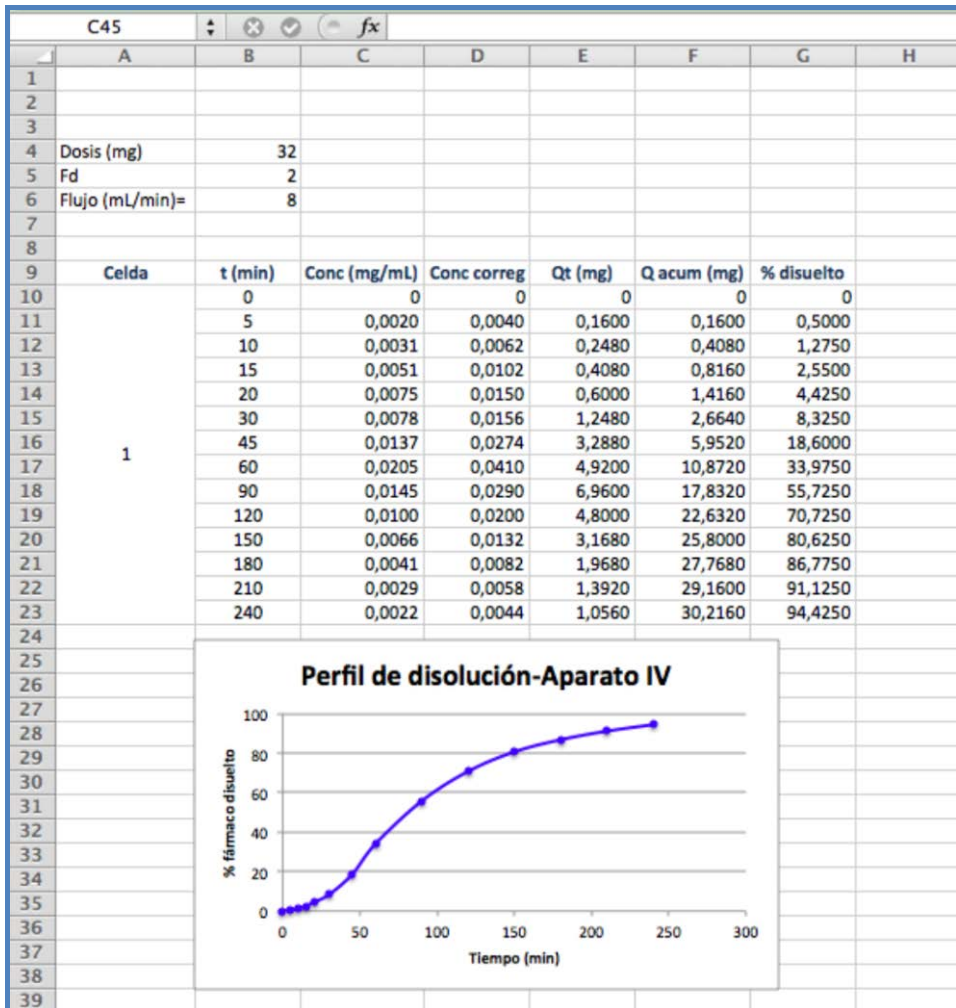 C45 fx
A B C D E F G H
1
2
3
4 Dosis (mg) 32
5 Fd 2
6 Flujo (mL/min)= 8
7
8
9 Celda t (min) Conc (mg/mL) Conc correg Qt (mg) Q acum (mg) % disuelto
10 0 0 0 0 0 0
11 5 0,0020 0,0040 0,1600 0,1600 0,5000
12 10 0,0031 0,0062 0,2480 0,4080 1,2750
13 15 0,0051 0,0102 0,4080 0,8160 2,5500
14 20 0,0075 0,0150 0,6000 1,4160 4,4250
15 30 0,0078 0,0156 1,2480 2,6640 8,3250
16 45 0,0137 0,0274 3,2880 5,9520 18,6000
17 1 60 0,0205 0,0410 4,9200 10,8720 33,9750
18 90 0,0145 0,0290 6,9600 17,8320 55,7250
19 120 0,0100 0,0200 4,8000 22,6320 70,7250
20 150 0,0066 0,0132 3,1680 25,8000 80,6250
21 180 0,0041 0,0082 1,9680 27,7680 86,7750
22 210 0,0029 0,0058 1,3920 29,1600 91,1250
23 240 0,0022 0,0044 1,0560 30,2160 94,4250
24
25
26
27
28
29
30
31
32
33
34
35
36
37
38
39
Perfil de disolución-Aparato IV
% fármaco disuelto
100
80
60
40
20
0
0 50 100 150 200 250 300
Tiempo (min)